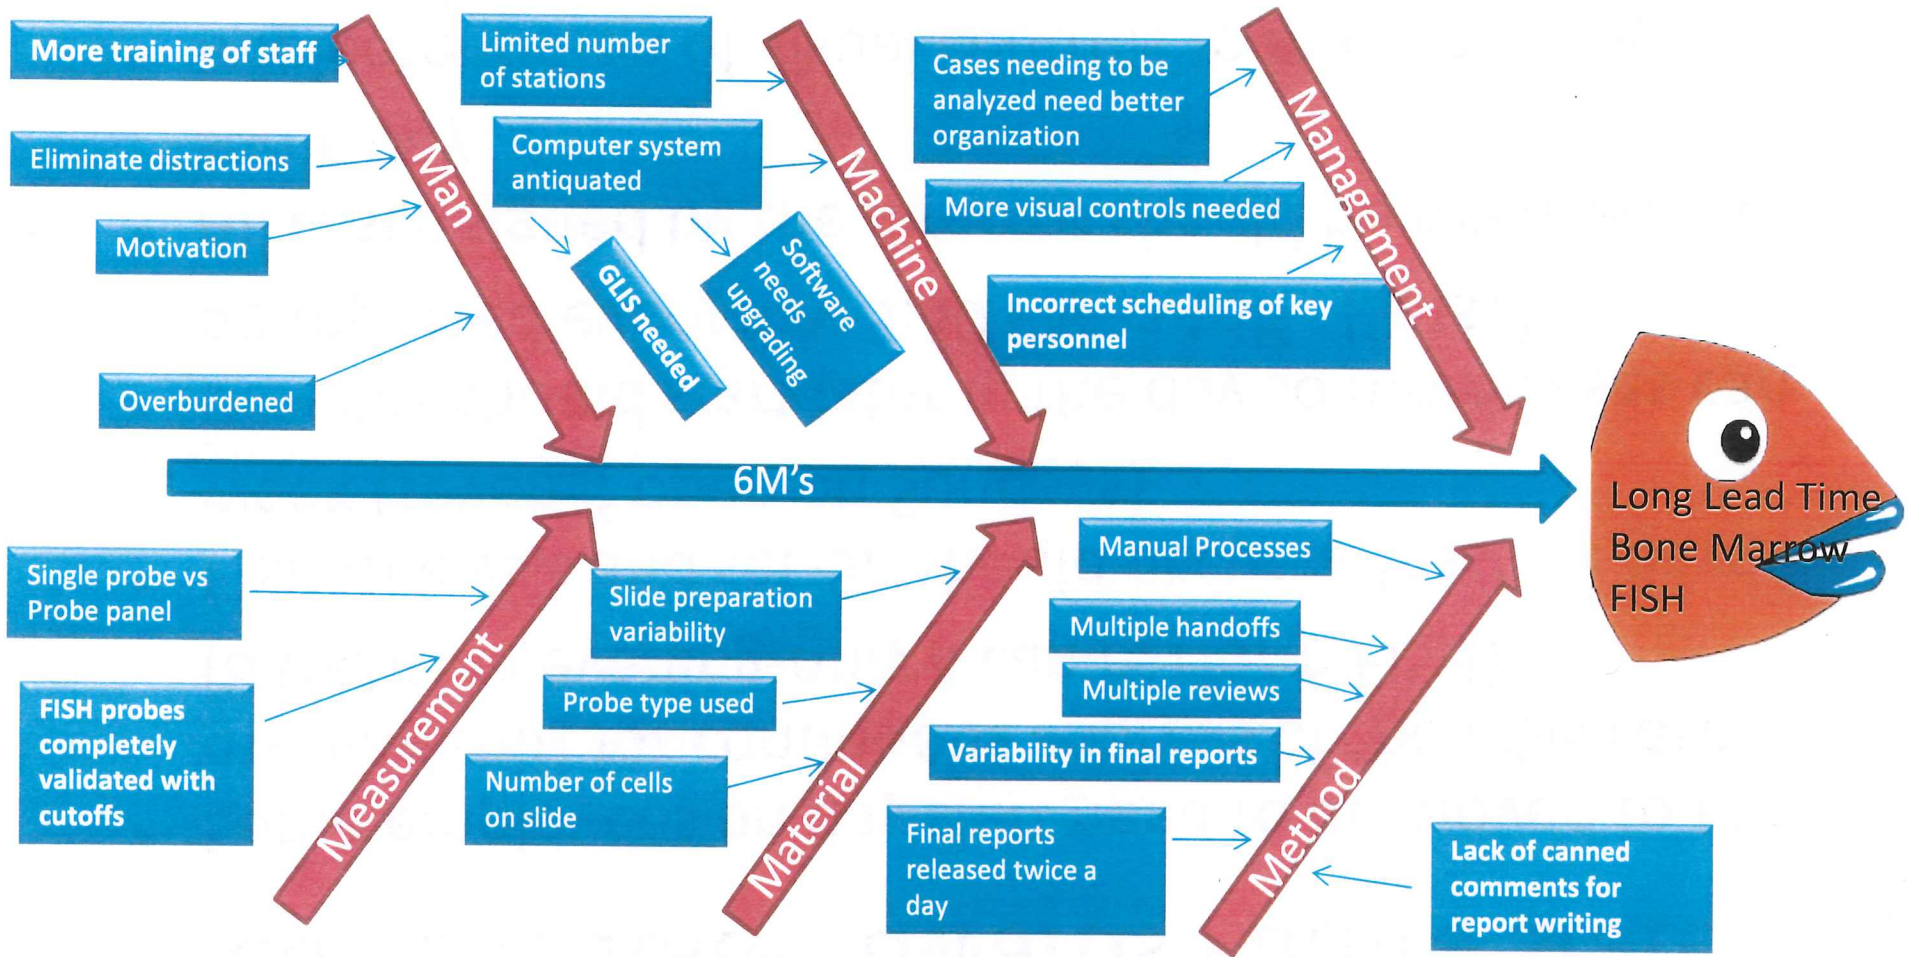 More training of staff
Eliminate distractions
Motivation
Overburdened
Man
Limited number
of stations
Computer system
antiquated
GLIS needed
Software
needs
upgrading
Machine
Cases needing to be
analyzed need better
organization
More visual controls needed
Incorrect scheduling of key
personnel
Management
6M's
Long Lead Time
Bone Marrow
FISH
Single probe vs
Probe panel
FISH probes
completely
validated with
cutoffs
Measurement
Slide preparation
variability
Probe type used
Number of cells
on slide
Material
Manual Processes
Multiple handoffs
Multiple reviews
Variability in final reports
Final reports
released twice a
day
Method
Lack of canned
comments for
report writing